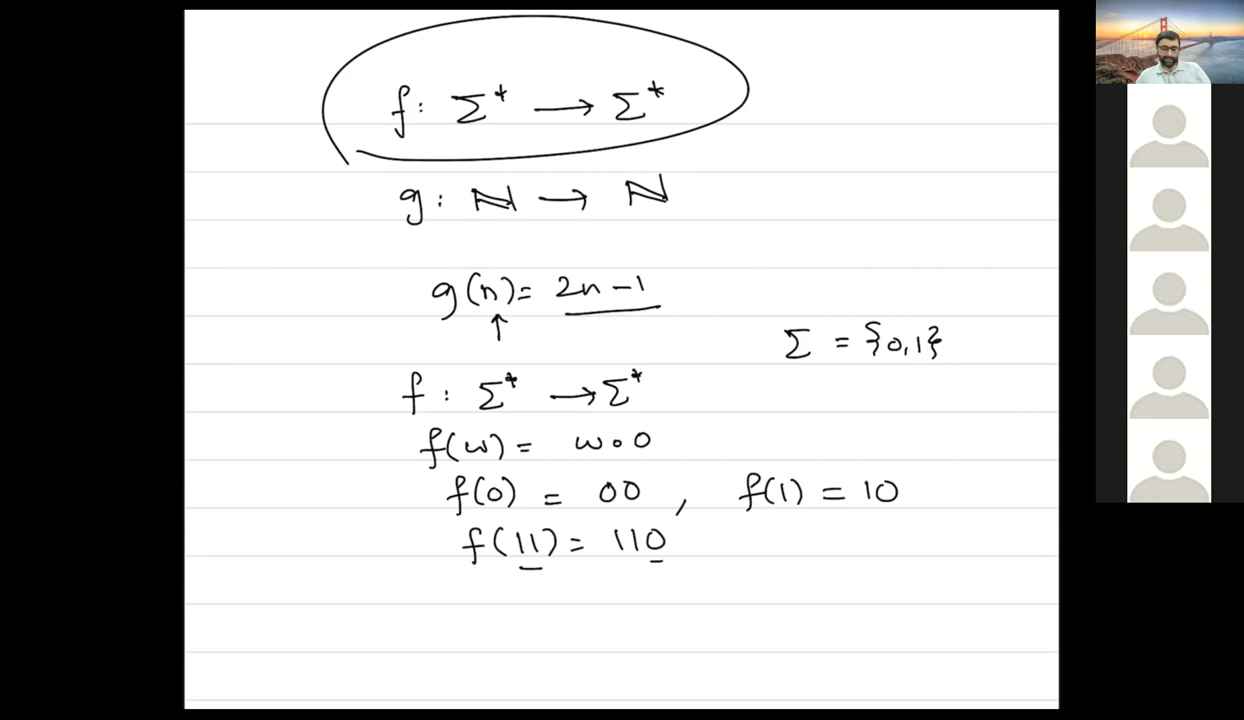 f : Σ* → Σ*
g : ℕ → ℕ
g(n) = 2n - 1
↑
Σ = {0,1}
f : Σ* → Σ*
f(w) = w∘0
f(0) = 00 , f(1) = 10
f(11) = 110